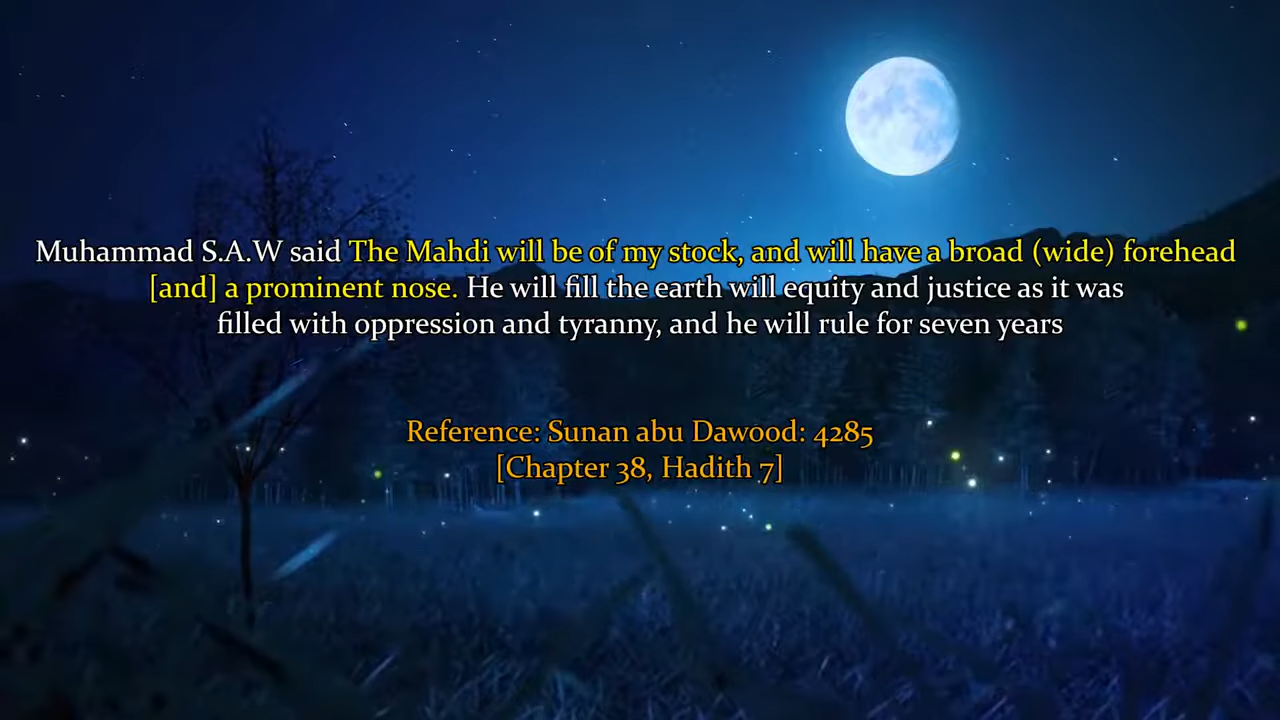 Muhammad S.A.W said The Mahdi will be of my stock, and will have a broad (wide) forehead
[and] a prominent nose. He will fill the earth will equity and justice as it was
filled with oppression and tyranny, and he will rule for seven years
Reference: Sunan abu Dawood: 4285
[Chapter 38, Hadith 7]